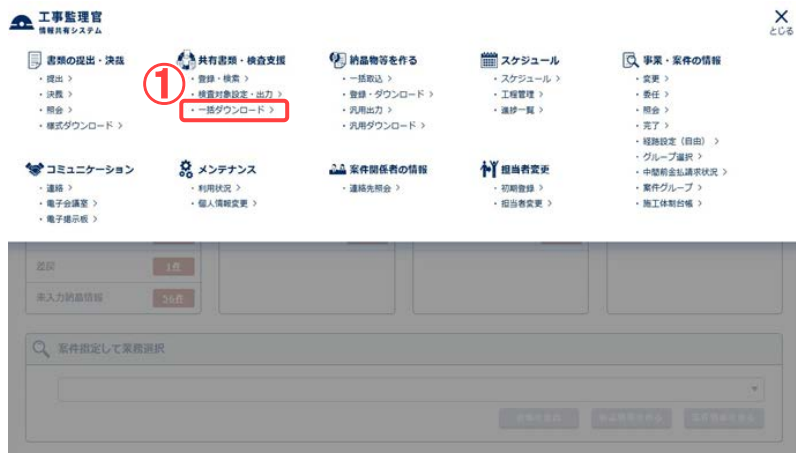 工事監理官
情報共有システム
とじる
書類の提出・決裁
・提出 >
・決裁 >
・照会 >
・様式ダウンロード >
①
共有書類・検査支援
・登録・検索 >
・検査対象設定・出力 >
・一括ダウンロード >
納品物等を作る
・一括取込 >
・登録・ダウンロード >
・汎用出力 >
・汎用ダウンロード >
スケジュール
・スケジュール >
・工程管理 >
・進捗一覧 >
事業・案件の情報
・変更 >
・委任 >
・照会 >
・完了 >
・経路設定（自由） >
・グループ選択 >
・中間前金払請求状況 >
・案件グループ >
・施工体制台帳 >
コミュニケーション
・連絡 >
・電子会議室 >
・電子掲示板 >
メンテナンス
・利用状況 >
・個人情報変更 >
案件関係者の情報
・連絡先照会 >
担当者変更
・初期登録 >
・担当者変更 >
差戻
1件
未入力納品情報
56件
案件指定して業務選択